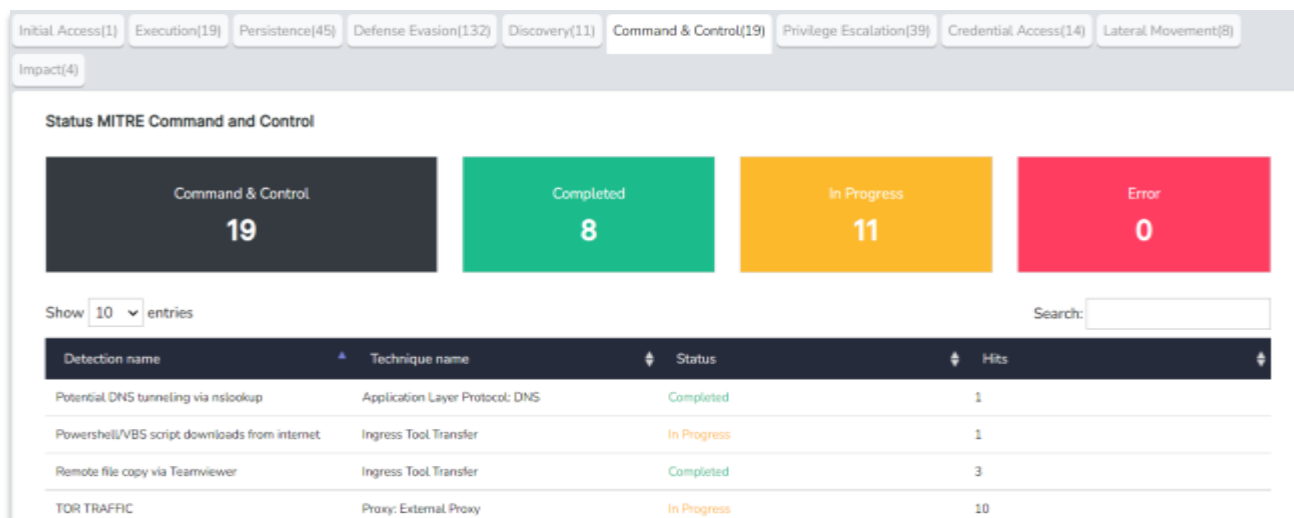 Initial Access(1) Execution(19) Persistence(45) Defense Evasion(132) Discovery(11) Command & Control(19) Privilege Escalation(39) Credential Access(14) Lateral Movement(8)
Impact(4)
Status MITRE Command and Control
Command & Control Completed In Progress Error
19 8 11 0
Show 10 entries Search:
Detection name Technique name Status Hits
Potential DNS tunneling via nslookup Application Layer Protocol: DNS Completed 1
Powershell/VBS script downloads from internet Ingress Tool Transfer In Progress 1
Remote file copy via Teamviewer Ingress Tool Transfer Completed 3
TOR TRAFFIC Proxy: External Proxy In Progress 10